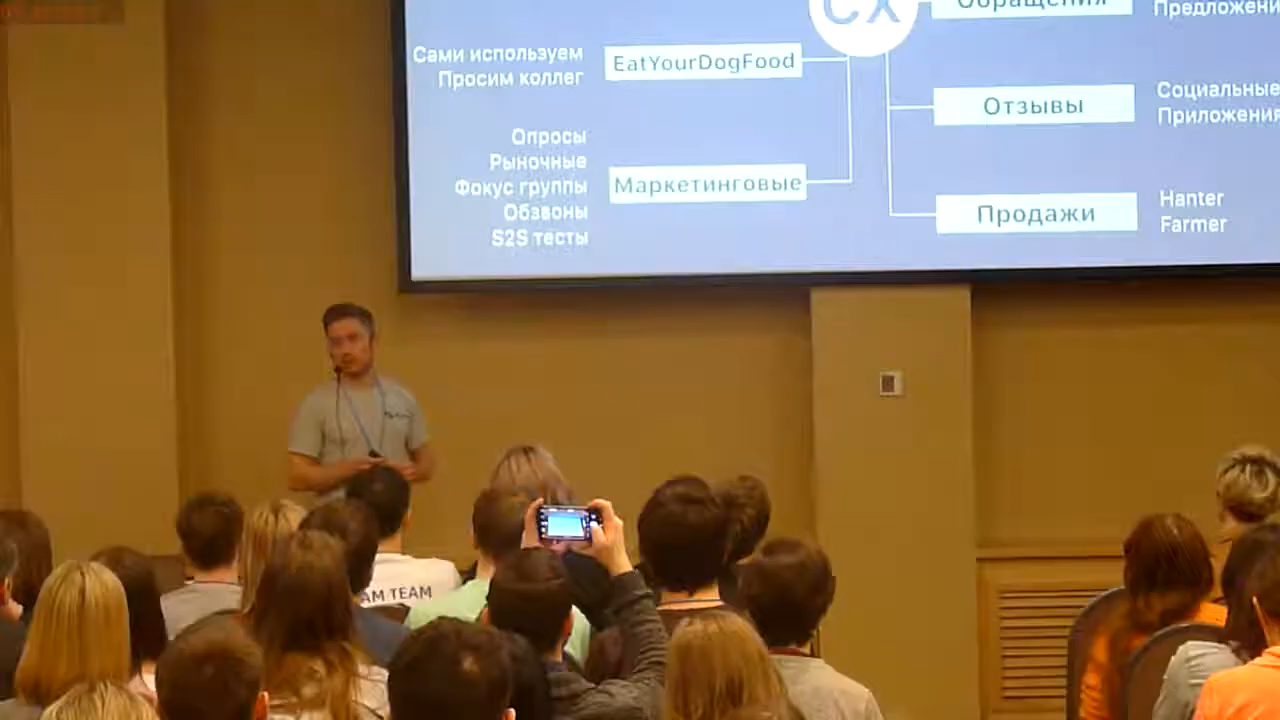 CX
Обращения
Предложени
Сами используем
Просим коллег
EatYourDogFood
Отзывы
Социальные
Приложения
Опросы
Рыночные
Фокус группы
Обзвоны
S2S тесты
Маркетинговые
Продажи
Hanter
Farmer
AM TEAM